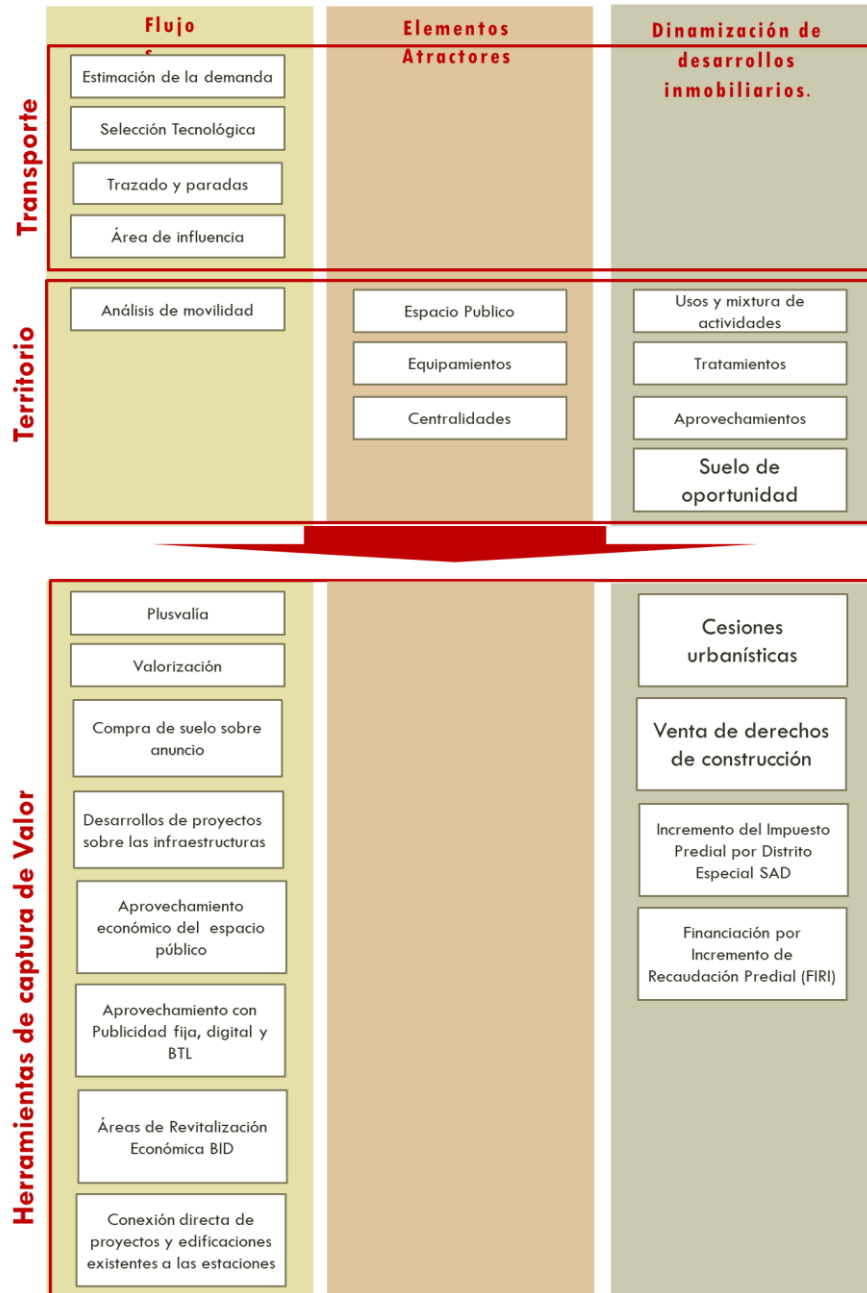 Flujo
s
Elementos
Atractores
Dinamización de
desarrollos
inmobiliarios.
Transporte
Estimación de la demanda
Selección Tecnológica
Trazado y paradas
Área de influencia
Territorio
Análisis de movilidad
Espacio Publico
Equipamientos
Centralidades
Usos y mixtura de
actividades
Tratamientos
Aprovechamientos
Suelo de
oportunidad
Herramientas de captura de Valor
Plusvalía
Valorización
Compra de suelo sobre
anuncio
Desarrollos de proyectos
sobre las infraestructuras
Aprovechamiento
económico del espacio
público
Aprovechamiento con
Publicidad fija, digital y
BTL
Áreas de Revitalización
Económica BID
Conexión directa de
proyectos y edificaciones
existentes a las estaciones
Cesiones
urbanísticas
Venta de derechos
de construcción
Incremento del Impuesto
Predial por Distrito
Especial SAD
Financiación por
Incremento de
Recaudación Predial (FIRI)